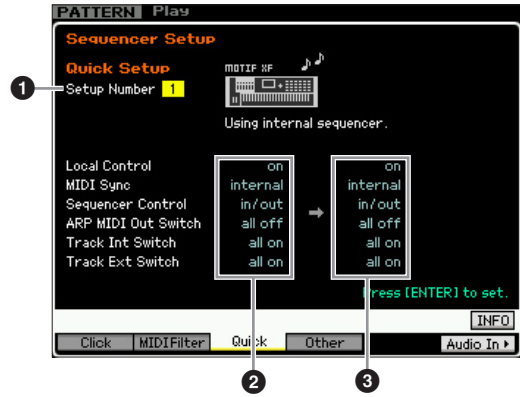 PATTERN Play
Sequencer Setup
Quick Setup
MOTIF XF
1 Setup Number 1
Using internal sequencer.
Local Control on on
MIDI Sync internal internal
Sequencer Control in/out → in/out
ARP MIDI Out Switch all off all off
Track Int Switch all on all on
Track Ext Switch all on all on
Press [ENTER] to set.
INFO
Click MIDIFilter Quick Other Audio In
2 3